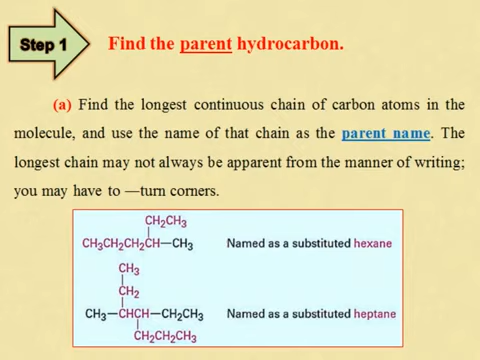 Step 1
Find the parent hydrocarbon.
(a) Find the longest continuous chain of carbon atoms in the
molecule, and use the name of that chain as the parent name. The
longest chain may not always be apparent from the manner of writing;
you may have to —turn corners.
CH₂CH₃
CH₃CH₂CH₂CH—CH₃ Named as a substituted hexane
CH₃
CH₂
CH₃—CHCH—CH₂CH₃ Named as a substituted heptane
CH₂CH₂CH₃